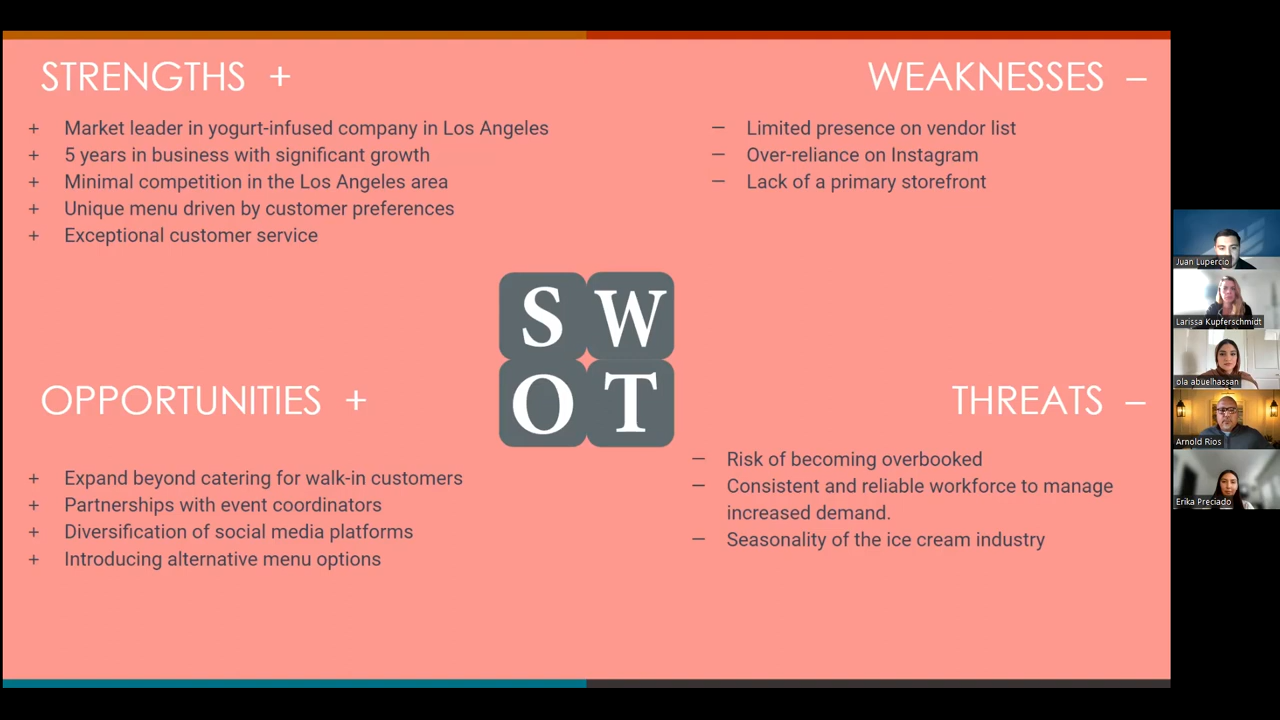 STRENGTHS +
+ Market leader in yogurt-infused company in Los Angeles
+ 5 years in business with significant growth
+ Minimal competition in the Los Angeles area
+ Unique menu driven by customer preferences
+ Exceptional customer service
WEAKNESSES –
– Limited presence on vendor list
– Over-reliance on Instagram
– Lack of a primary storefront
S W
O T
OPPORTUNITIES +
+ Expand beyond catering for walk-in customers
+ Partnerships with event coordinators
+ Diversification of social media platforms
+ Introducing alternative menu options
THREATS –
– Risk of becoming overbooked
– Consistent and reliable workforce to manage
increased demand.
– Seasonality of the ice cream industry
Juan Lupercio
Larissa Kupferschmidt
ola abuelhassan
Arnold Rios
Erika Preciado